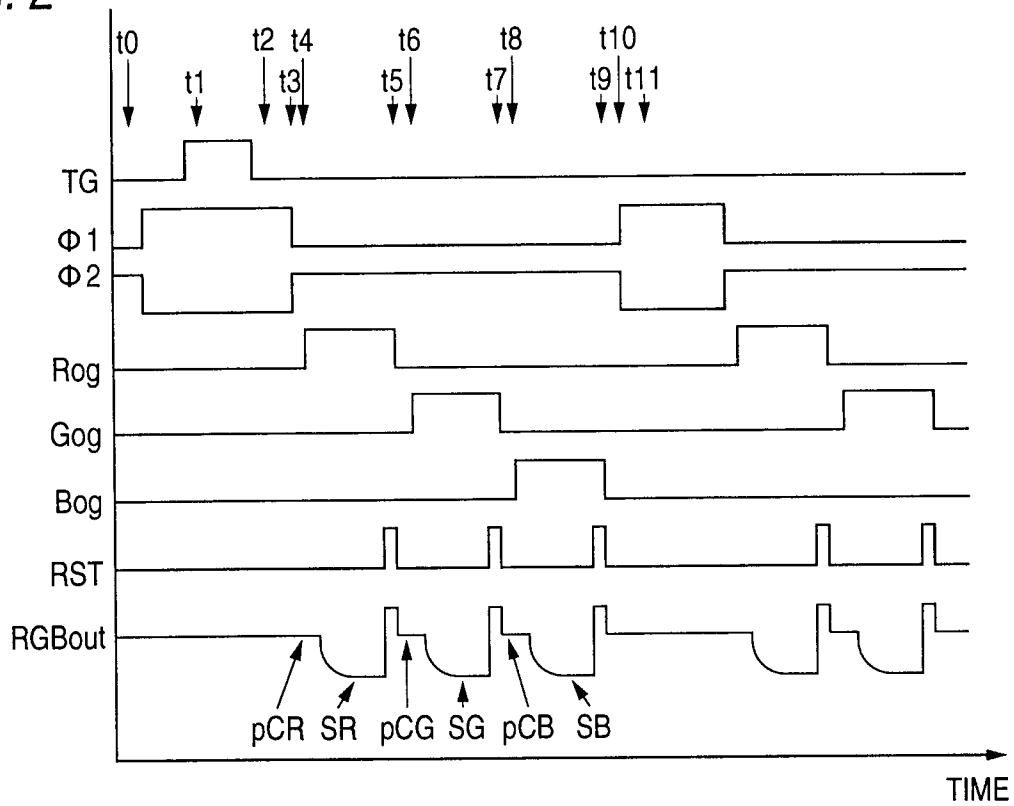 . 2
t0 t2 t4 t6 t8 t10
t1 t3 t5 t7 t9 t11
TG
Φ1
Φ2
Rog
Gog
Bog
RST
RGBout
pCR SR pCG SG pCB SB
TIME